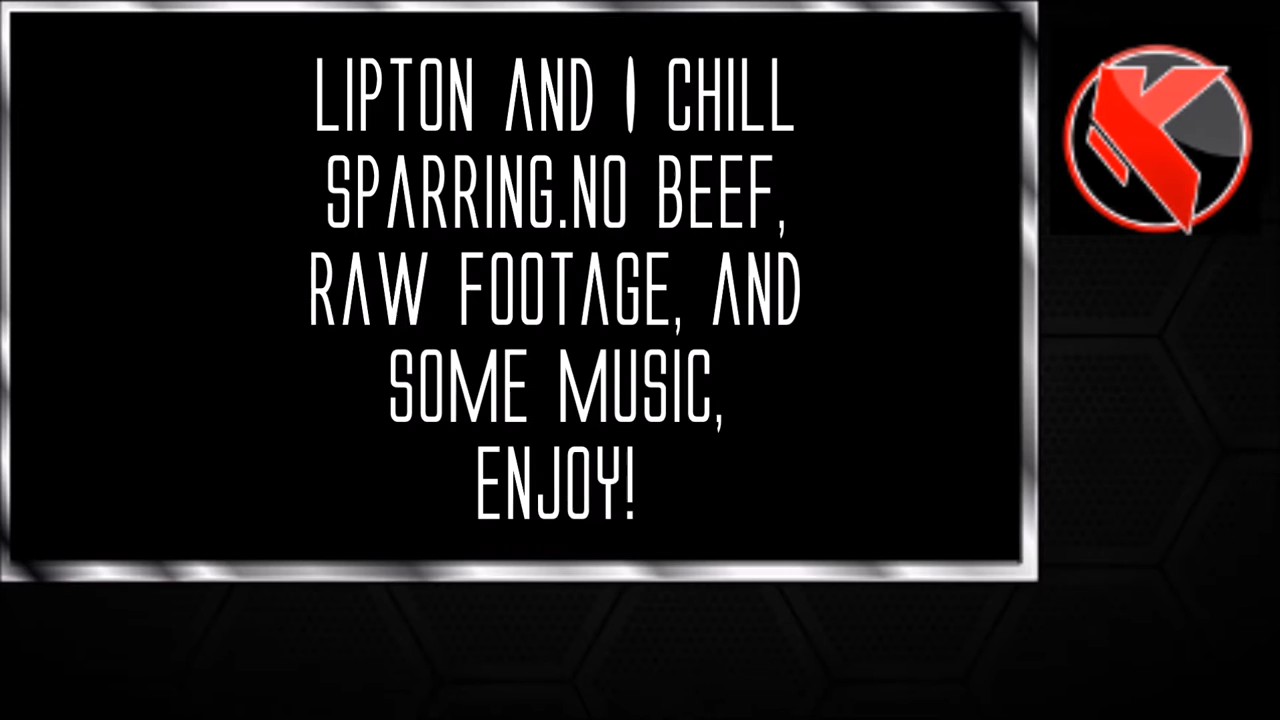 LIPTON AND I CHILL
SPARRING.NO BEEF,
RAW FOOTAGE, AND
SOME MUSIC,
ENJOY!